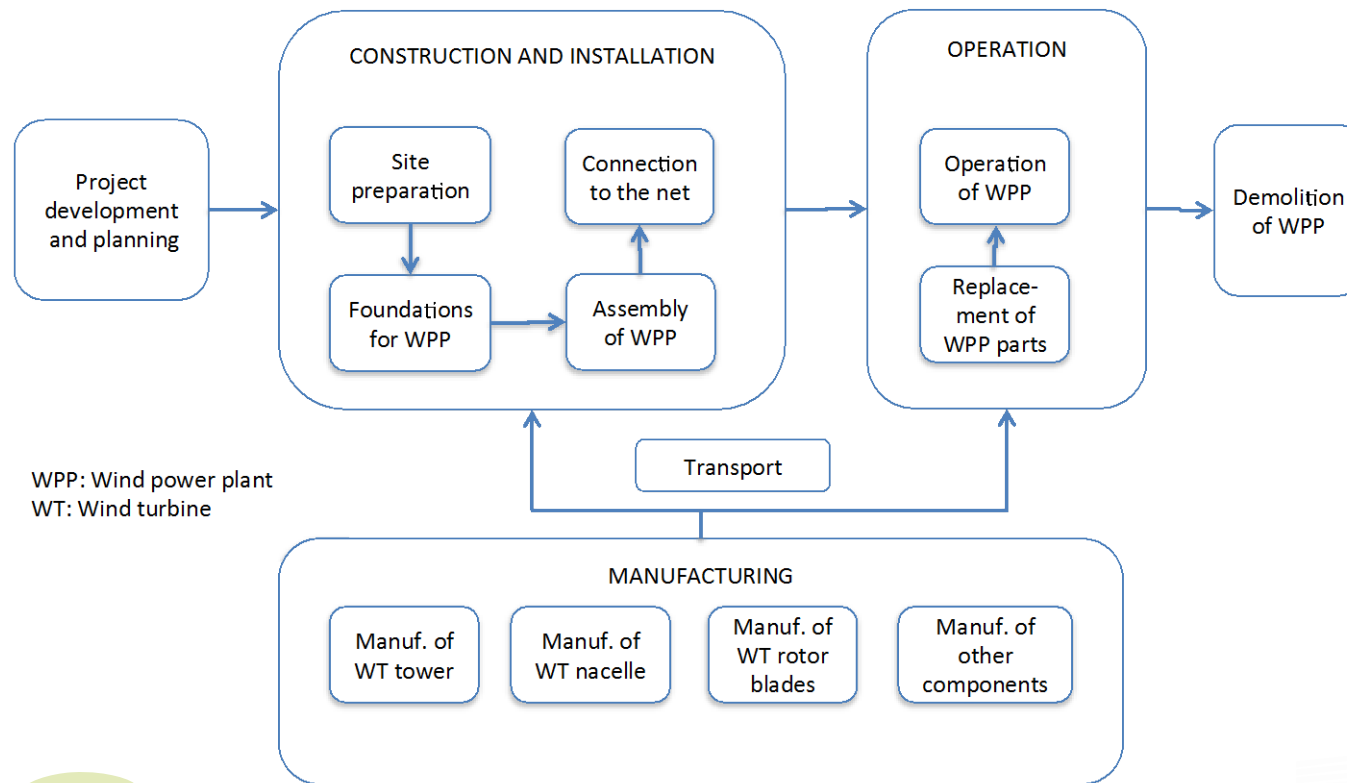 CONSTRUCTION AND INSTALLATION
OPERATION
Project
development
and planning
Site
preparation
Connection
to the net
Foundations
for WPP
Assembly
of WPP
Operation
of WPP
Replace-
ment of
WPP parts
Demolition
of WPP
Transport
WPP: Wind power plant
WT: Wind turbine
MANUFACTURING
Manuf. of
WT tower
Manuf. of
WT nacelle
Manuf. of
WT rotor
blades
Manuf. of
other
components